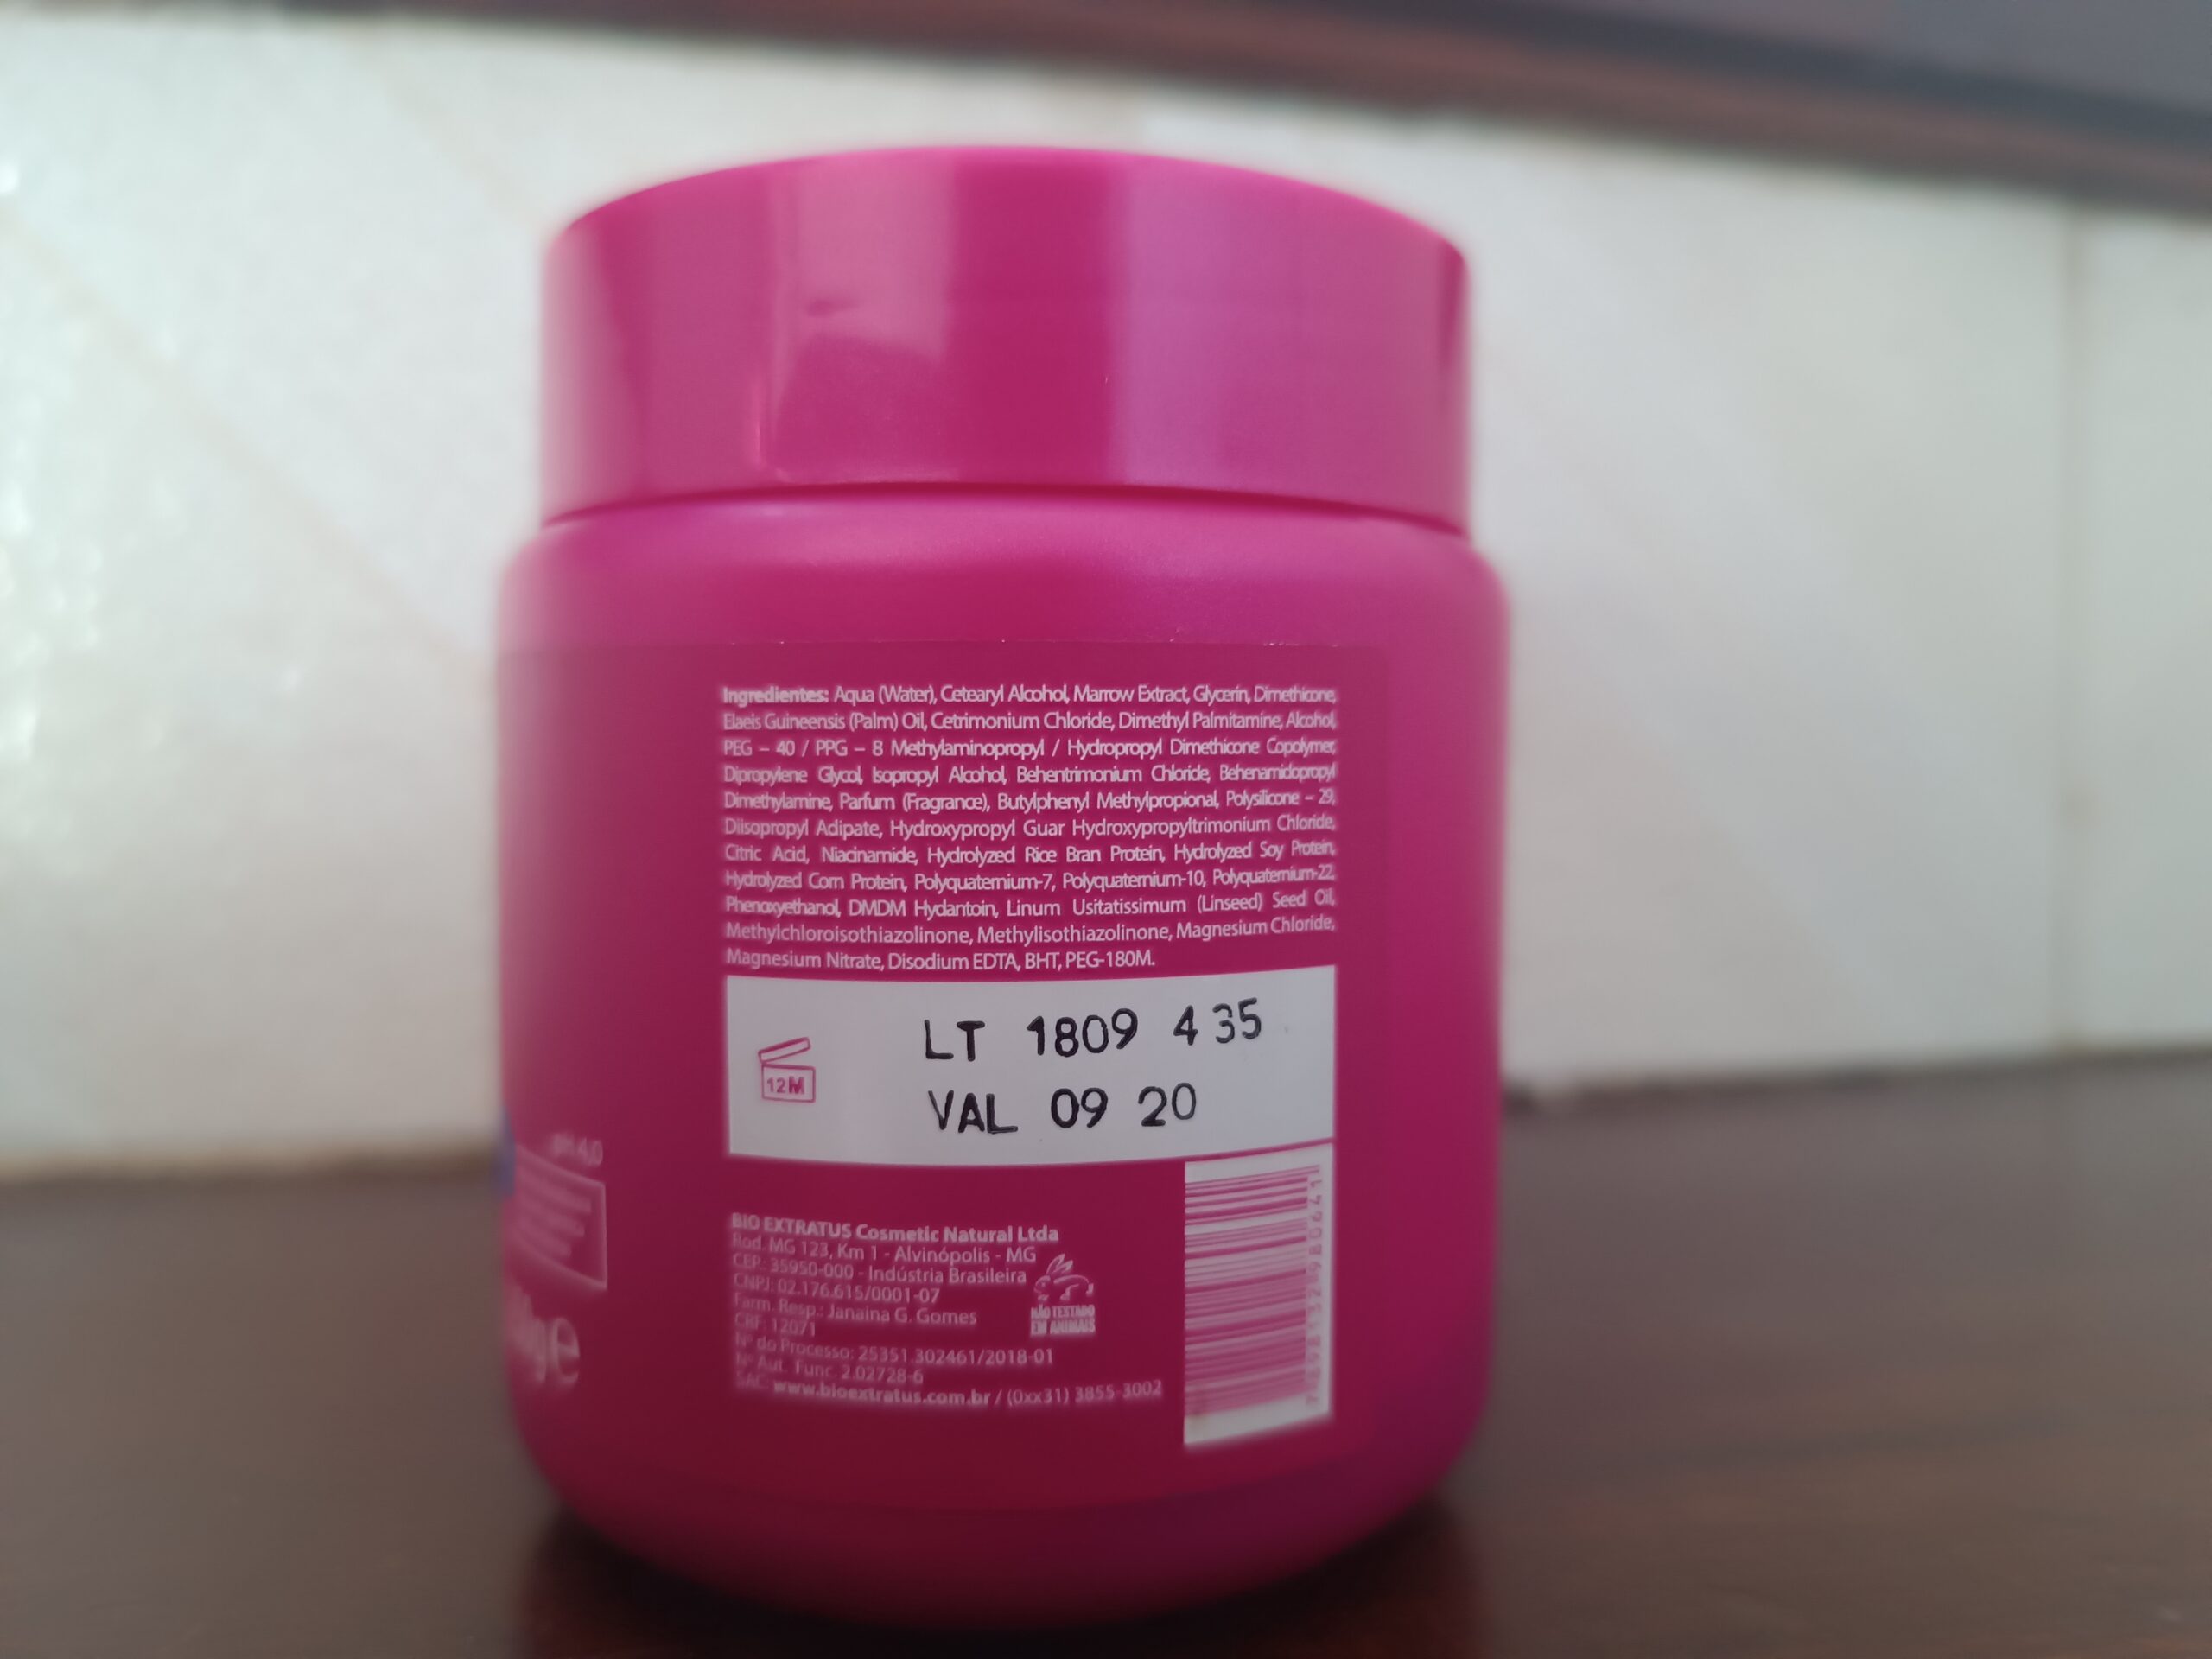 Ingredientes: Aqua (Water), Cetearyl Alcohol, Marrow Extract, Glycerin, Dimethicone,
Elaeis Guineensis (Palm) Oil, Cetrimonium Chloride, Dimethyl Palmitamine, Alcohol,
PEG – 40 / PPG – 8 Methylaminopropyl / Hydropropyl Dimethicone Copolymer,
Dipropylene Glycol, Isopropyl Alcohol, Behentrimonium Chloride, Behenamidopropyl
Dimethylamine, Parfum (Fragrance), Butylphenyl Methylpropional, Polysilicone – 29,
Diisopropyl Adipate, Hydroxypropyl Guar Hydroxypropyltrimonium Chloride,
Citric Acid, Niacinamide, Hydrolyzed Rice Bran Protein, Hydrolyzed Soy Protein,
Hydrolyzed Corn Protein, Polyquaternium-7, Polyquaternium-10, Polyquaternium-22,
Phenoxyethanol, DMDM Hydantoin, Linum Usitatissimum (Linseed) Seed Oil,
Methylchloroisothiazolinone, Methylisothiazolinone, Magnesium Chloride,
Magnesium Nitrate, Disodium EDTA, BHT, PEG-180M.
12M
LT 1809 4 35
VAL 09 20
pH 4,0
BIO EXTRATUS Cosmetic Natural Ltda
Rod. MG 123, Km 1 - Alvinópolis - MG
CEP: 35950-000 - Indústria Brasileira
CNPJ: 02.176.615/0001-07
Farm. Resp.: Janaina G. Gomes
CRF: 12071
Nº do Processo: 25351.302461/2018-01
Nº Aut. Func. 2.02728-6
SAC: www.bioextratus.com.br / (0xx31) 3855-3002
NÃO TESTADO
EM ANIMAIS